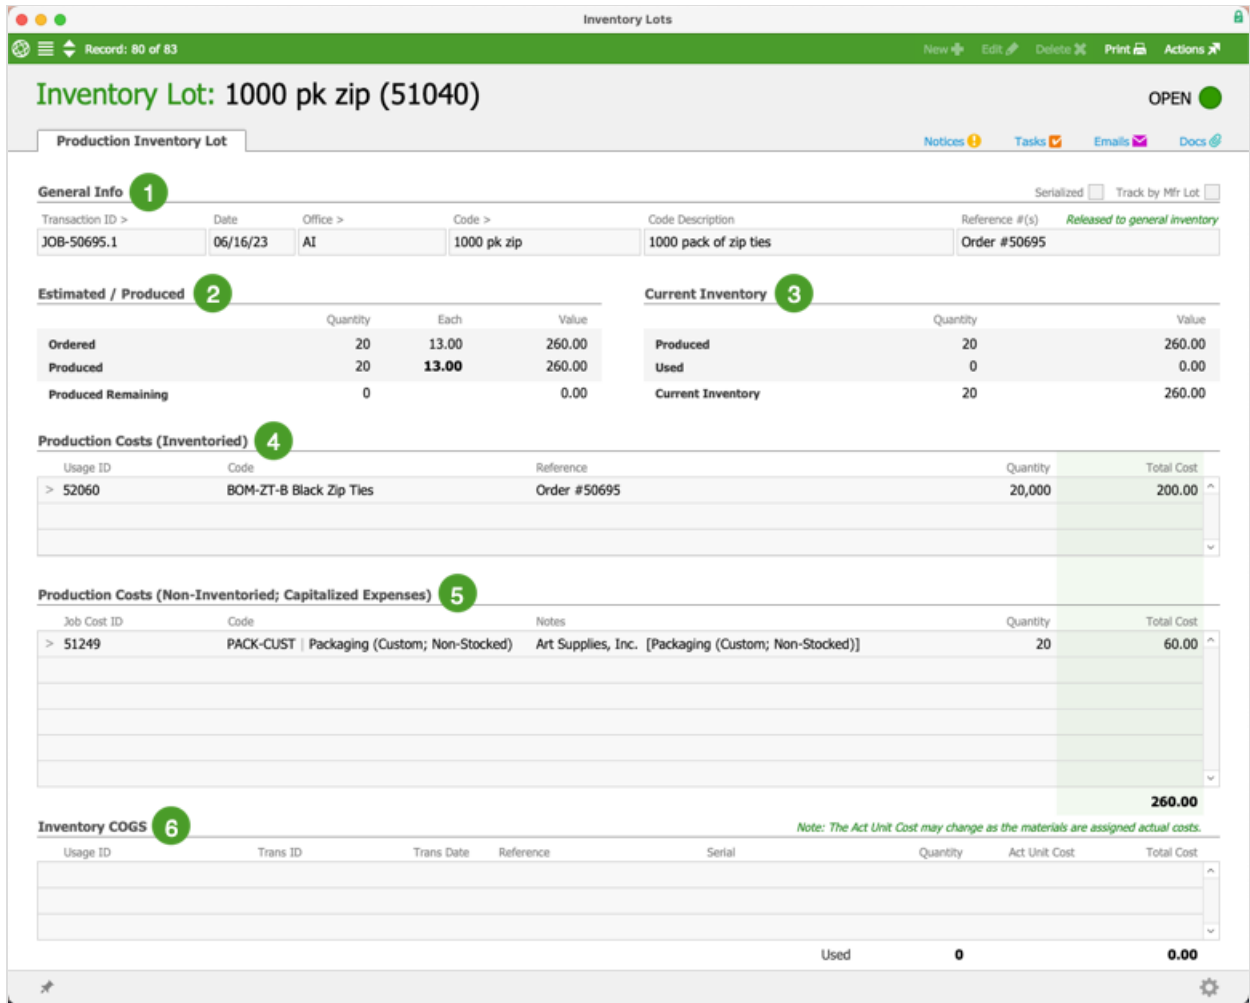 Inventory Lots
Record: 80 of 83 New Edit Delete Print Actions
Inventory Lot: 1000 pk zip (51040)
OPEN
Production Inventory Lot Notices Tasks Emails Docs
General Info 1 Serialized Track by Mfr Lot
Transaction ID > Date Office > Code > Code Description Reference #(s) Released to general inventory
JOB-50695.1 06/16/23 AI 1000 pk zip 1000 pack of zip ties Order #50695
Estimated / Produced 2
Quantity Each Value
Ordered 20 13.00 260.00
Produced 20 13.00 260.00
Produced Remaining 0 0.00
Current Inventory 3
Quantity Value
Produced 20 260.00
Used 0 0.00
Current Inventory 20 260.00
Production Costs (Inventoried) 4
Usage ID Code Reference Quantity Total Cost
> 52060 BOM-ZT-B Black Zip Ties Order #50695 20,000 200.00
Production Costs (Non-Inventoried; Capitalized Expenses) 5
Job Cost ID Code Notes Quantity Total Cost
> 51249 PACK-CUST | Packaging (Custom; Non-Stocked) Art Supplies, Inc. [Packaging (Custom; Non-Stocked)] 20 60.00
260.00
Inventory COGS 6 Note: The Act Unit Cost may change as the materials are assigned actual costs.
Usage ID Trans ID Trans Date Reference Serial Quantity Act Unit Cost Total Cost
Used 0 0.00